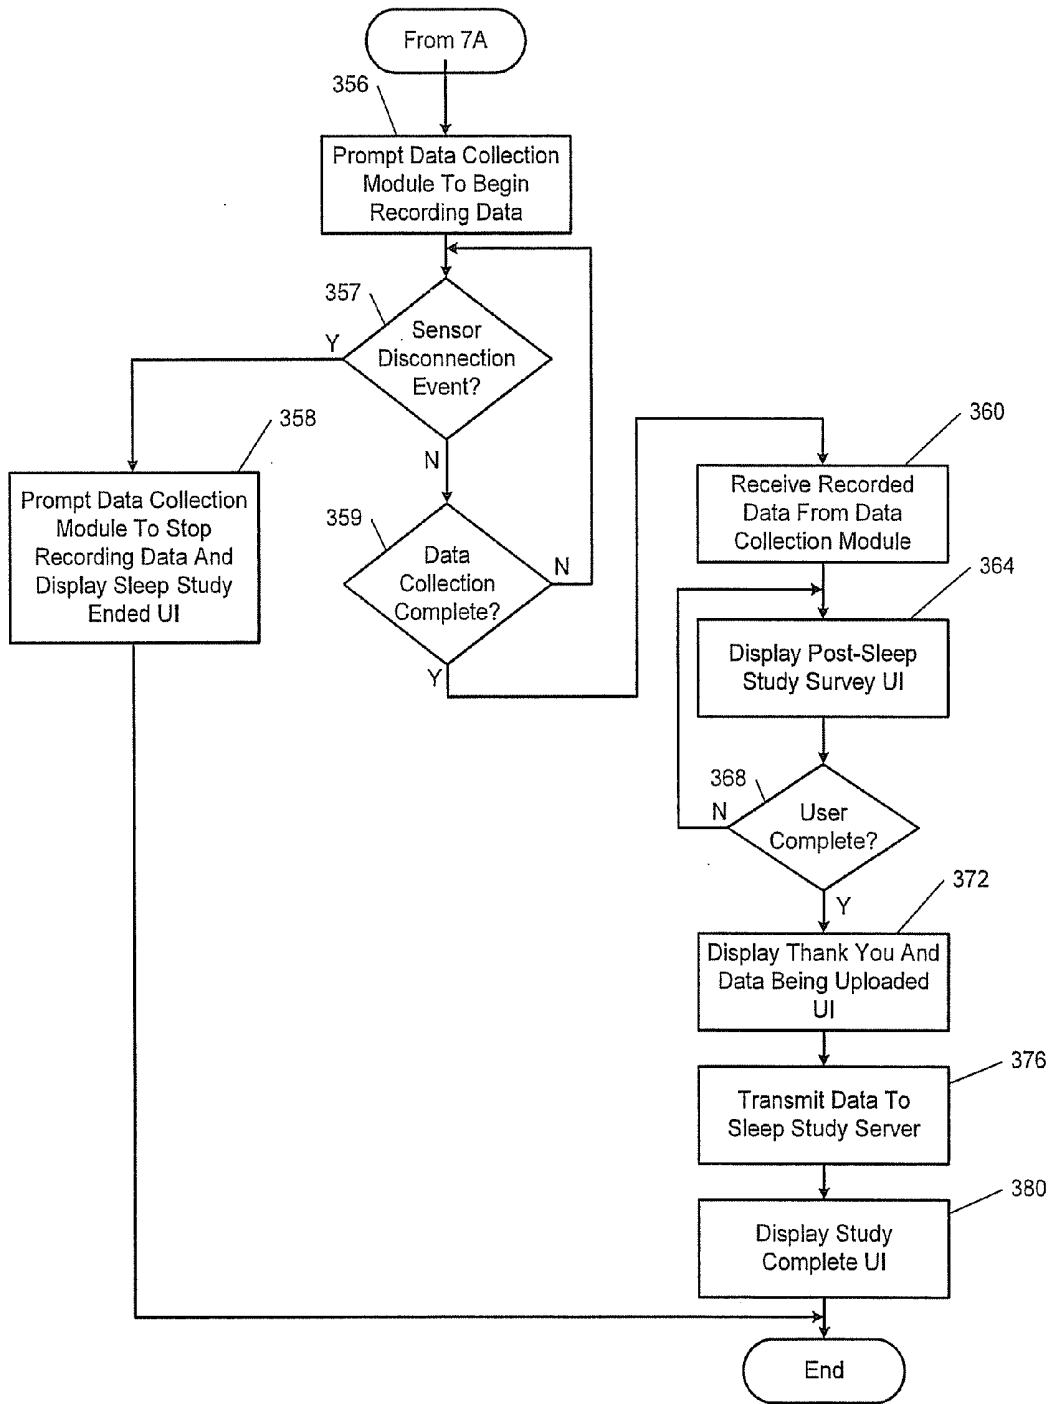 From 7A
356
Prompt Data Collection
Module To Begin
Recording Data
357
Sensor
Disconnection
Event?
Y
N
358
Prompt Data Collection
Module To Stop
Recording Data And
Display Sleep Study
Ended UI
359
Data
Collection
Complete?
N
Y
360
Receive Recorded
Data From Data
Collection Module
364
Display Post-Sleep
Study Survey UI
368
User
Complete?
N
Y
372
Display Thank You And
Data Being Uploaded
UI
376
Transmit Data To
Sleep Study Server
380
Display Study
Complete UI
End